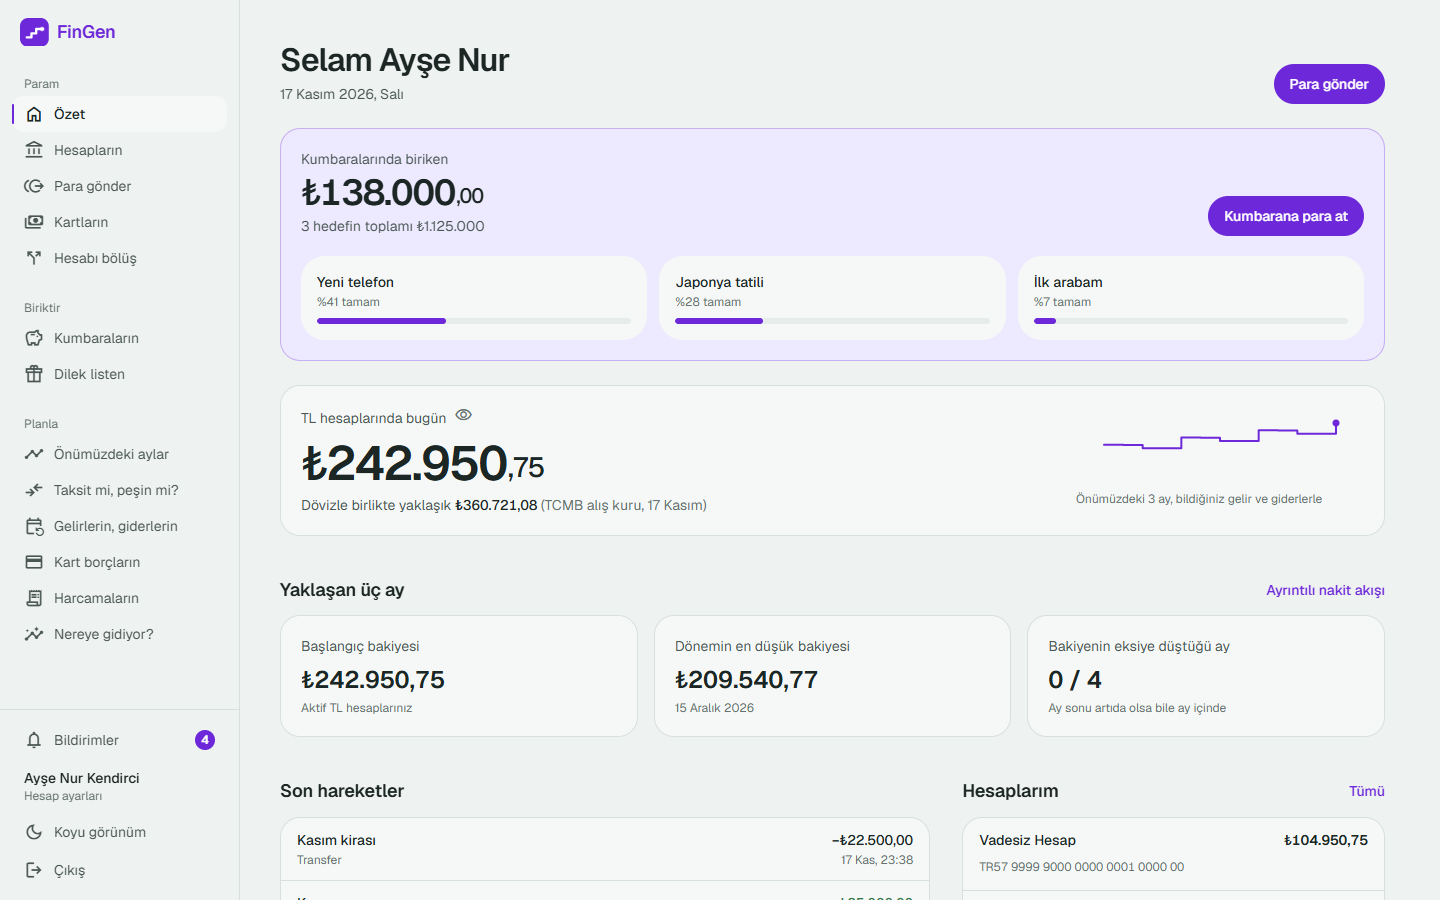 FinGen
Param
Özet
Hesapların
Para gönder
Kartların
Hesabı bölüş
Biriktir
Kumbaraların
Dilek listen
Planla
Önümüzdeki aylar
Taksit mi, peşin mi?
Gelirlerin, giderlerin
Kart borçların
Harcamaların
Nereye gidiyor?
Bildirimler 4
Ayşe Nur Kendirci
Hesap ayarları
Koyu görünüm
Çıkış
Selam Ayşe Nur
17 Kasım 2026, Salı
Para gönder
Kumbaralarında biriken
₺138.000,00
3 hedefin toplamı ₺1.125.000
Kumbarana para at
Yeni telefon
%41 tamam
Japonya tatili
%28 tamam
İlk arabam
%7 tamam
TL hesaplarında bugün
₺242.950,75
Dövizle birlikte yaklaşık ₺360.721,08 (TCMB alış kuru, 17 Kasım)
Önümüzdeki 3 ay, bildiğiniz gelir ve giderlerle
Yaklaşan üç ay
Ayrıntılı nakit akışı
Başlangıç bakiyesi
₺242.950,75
Aktif TL hesaplarınız
Dönemin en düşük bakiyesi
₺209.540,77
15 Aralık 2026
Bakiyenin eksiye düştüğü ay
0 / 4
Ay sonu artıda olsa bile ay içinde
Son hareketler
Kasım kirası −₺22.500,00
Transfer 17 Kas, 23:38
Hesaplarım
Tümü
Vadesiz Hesap ₺104.950,75
TR57 9999 9000 0000 0001 0000 00